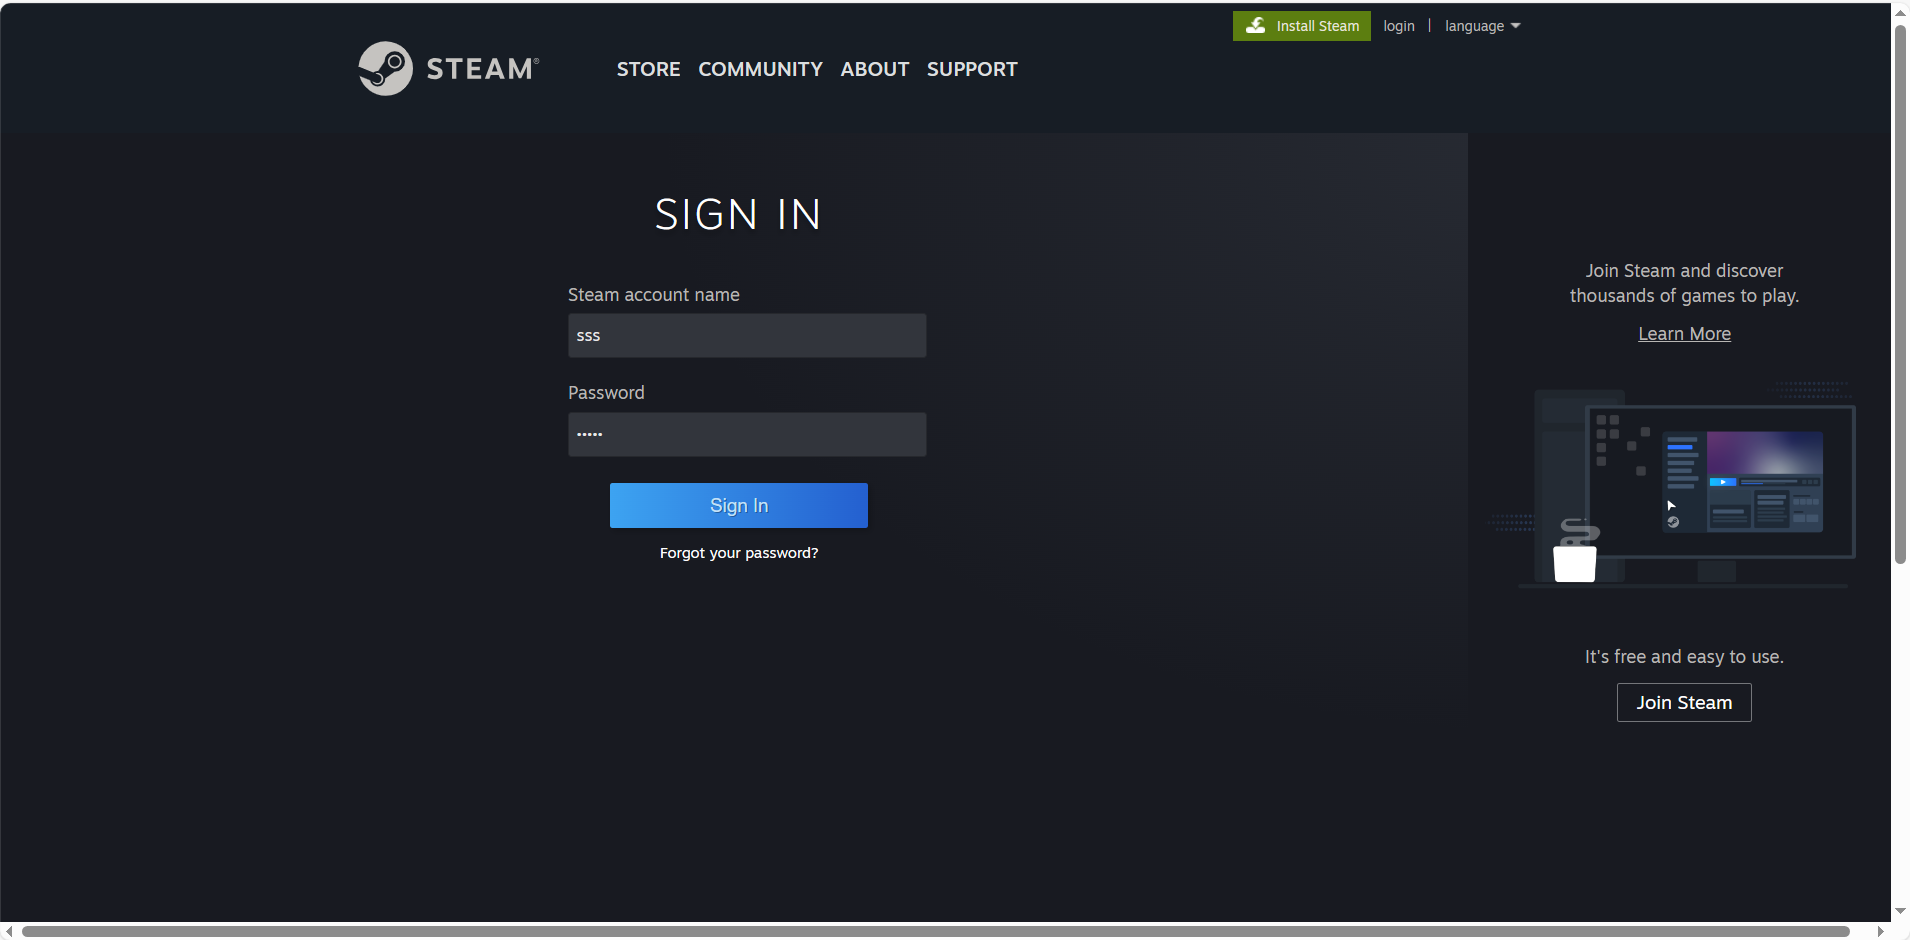 Install Steam login | language
STEAM®
STORE COMMUNITY ABOUT SUPPORT
SIGN IN
Steam account name
sss
Password
•••••
Sign In
Forgot your password?
Join Steam and discover
thousands of games to play.
Learn More
It's free and easy to use.
Join Steam